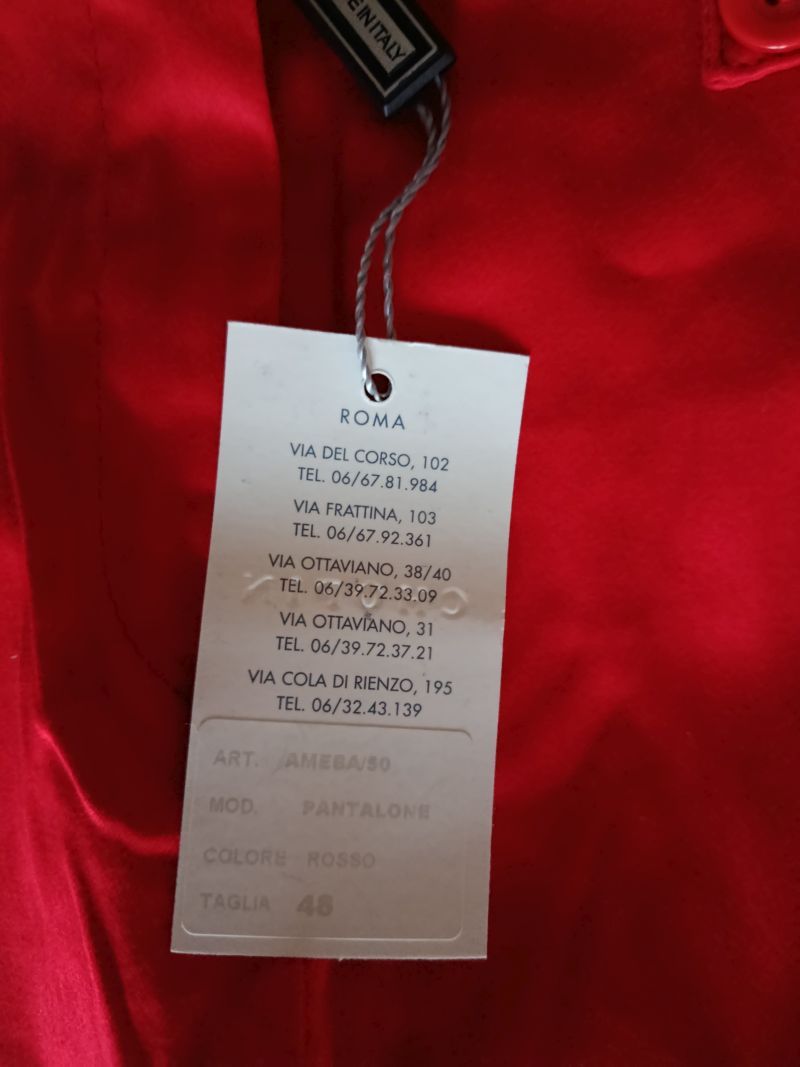 E IN ITALY
ROMA
VIA DEL CORSO, 102
TEL. 06/67.81.984
VIA FRATTINA, 103
TEL. 06/67.92.361
VIA OTTAVIANO, 38/40
TEL. 06/39.72.33.09
VIA OTTAVIANO, 31
TEL. 06/39.72.37.21
VIA COLA DI RIENZO, 195
TEL. 06/32.43.139
ART. AMEBA/50
MOD. PANTALONE
COLORE ROSSO
TAGLIA 48